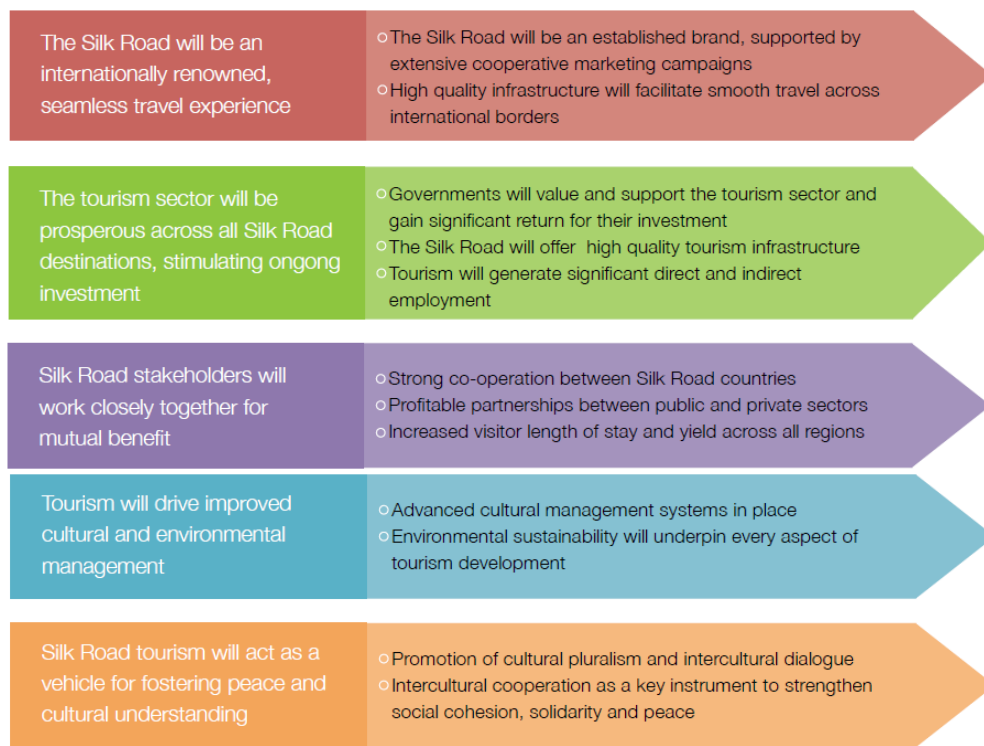 The Silk Road will be an
internationally renowned,
seamless travel experience
The Silk Road will be an established brand, supported by
extensive cooperative marketing campaigns
High quality infrastructure will facilitate smooth travel across
international borders
The tourism sector will be
prosperous across all Silk Road
destinations, stimulating ongong
investment
Governments will value and support the tourism sector and
gain significant return for their investment
The Silk Road will offer high quality tourism infrastructure
Tourism will generate significant direct and indirect
employment
Silk Road stakeholders will
work closely together for
mutual benefit
Strong co-operation between Silk Road countries
Profitable partnerships between public and private sectors
Increased visitor length of stay and yield across all regions
Tourism will drive improved
cultural and environmental
management
Advanced cultural management systems in place
Environmental sustainability will underpin every aspect of
tourism development
Silk Road tourism will act as a
vehicle for fostering peace and
cultural understanding
Promotion of cultural pluralism and intercultural dialogue
Intercultural cooperation as a key instrument to strengthen
social cohesion, solidarity and peace